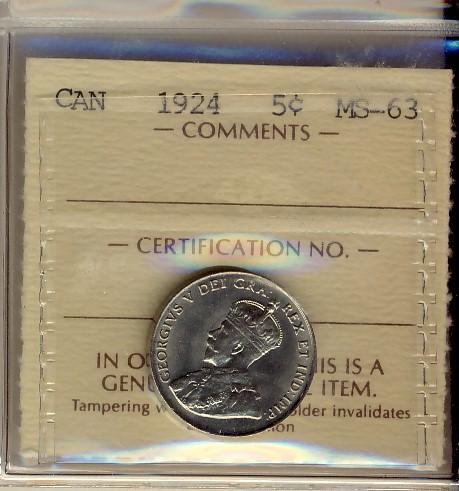 CAN 1924 5¢ MS-63
— COMMENTS —
— CERTIFICATION NO. —
GEORGIVS V DEI GRA: REX ET IND: IMP:
IN IS IS A
ITEM.
Tampering older invalidates